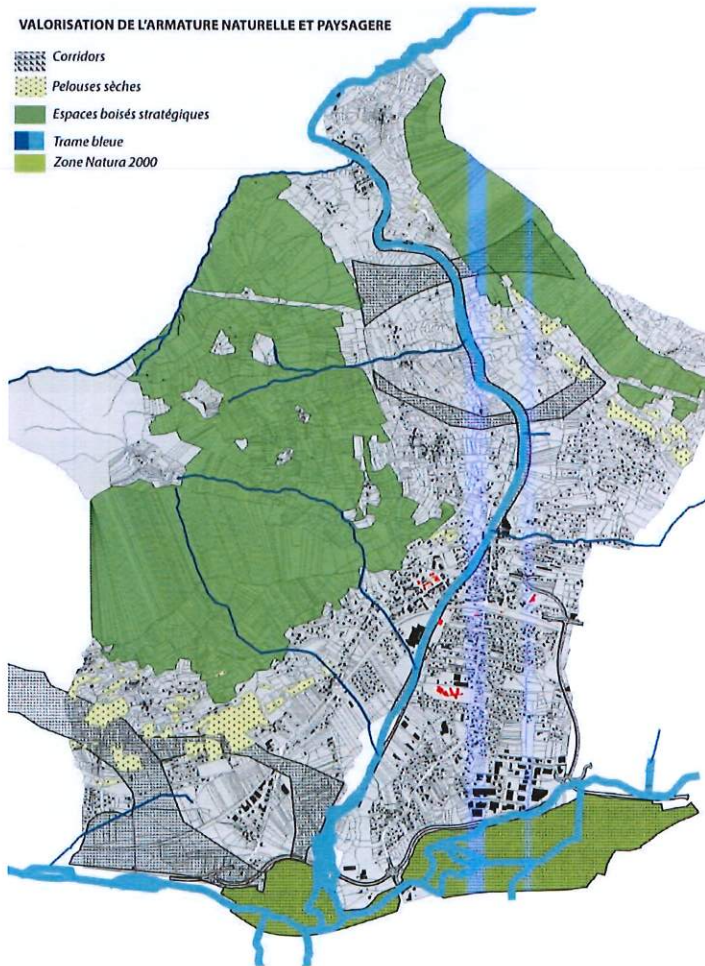 VALORISATION DE L'ARMATURE NATURELLE ET PAYSAGERE
Corridors
Pelouses sèches
Espaces boisés stratégiques
Trame bleue
Zone Natura 2000